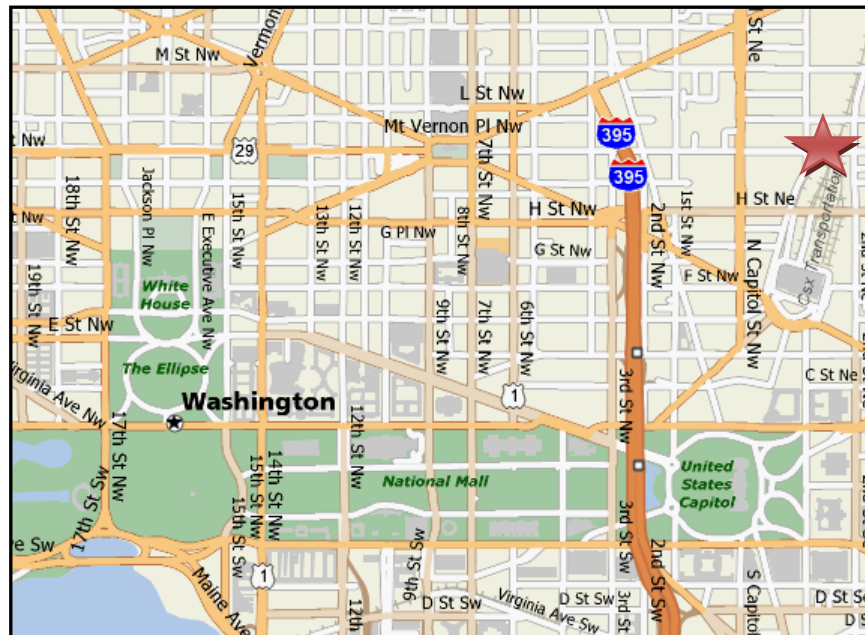 M St Nw
Vermon
M St Ne
L St Nw
Mt Vernon Pl Nw
395
t Nw
29
7th St Nw
395
18th St Nw
Jackson Pl Nw
15th St Nw
13th St Nw
12th St Nw
8th St Nw
H St Nw
2nd St Nw
1st St Nw
H St Ne
Csx Transportation
t Nw
E Executive Ave Nw
G Pl Nw
G St Nw
N Capitol St Nw
19th St Nw
F St Nw
White
House
9th St Nw
7th St Nw
6th St Nw
E St Nw
The Ellipse
3rd St Nw
C St Ne
Virginia Ave Nw
1
Washington
12th St Nw
17th St Nw
14th St Nw
15th St Nw
National Mall
United
States
Capitol
17th St Sw
15th St Sw
3rd St Sw
e Sw
2nd St Sw
1
Maine Ave
12th
9th St Sw
D St Sw
Virginia Ave Sw
D St Sw
3rd St
S Capitol
D St S
D